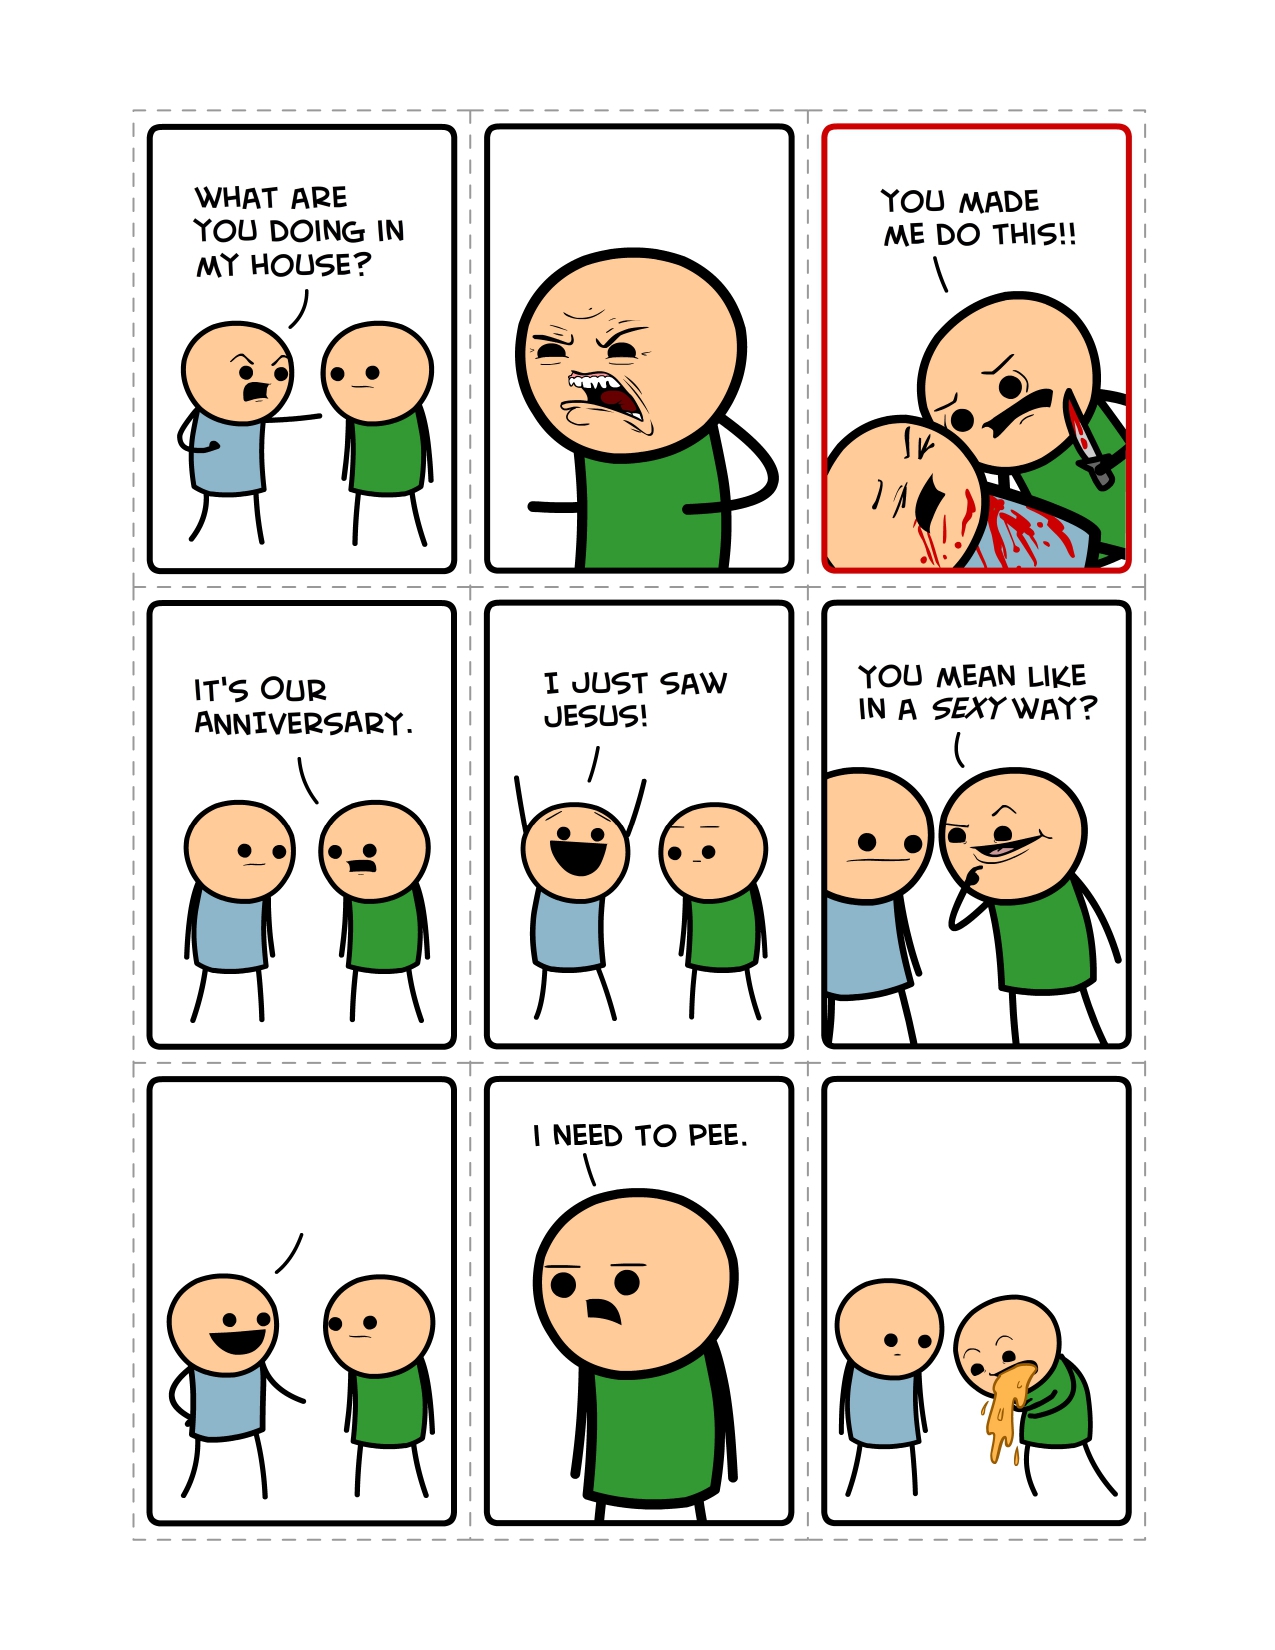 WHAT ARE
YOU DOING IN
MY HOUSE?
YOU MADE
ME DO THIS!!
IT'S OUR
ANNIVERSARY.
I JUST SAW
JESUS!
YOU MEAN LIKE
IN A SEXY WAY?
I NEED TO PEE.